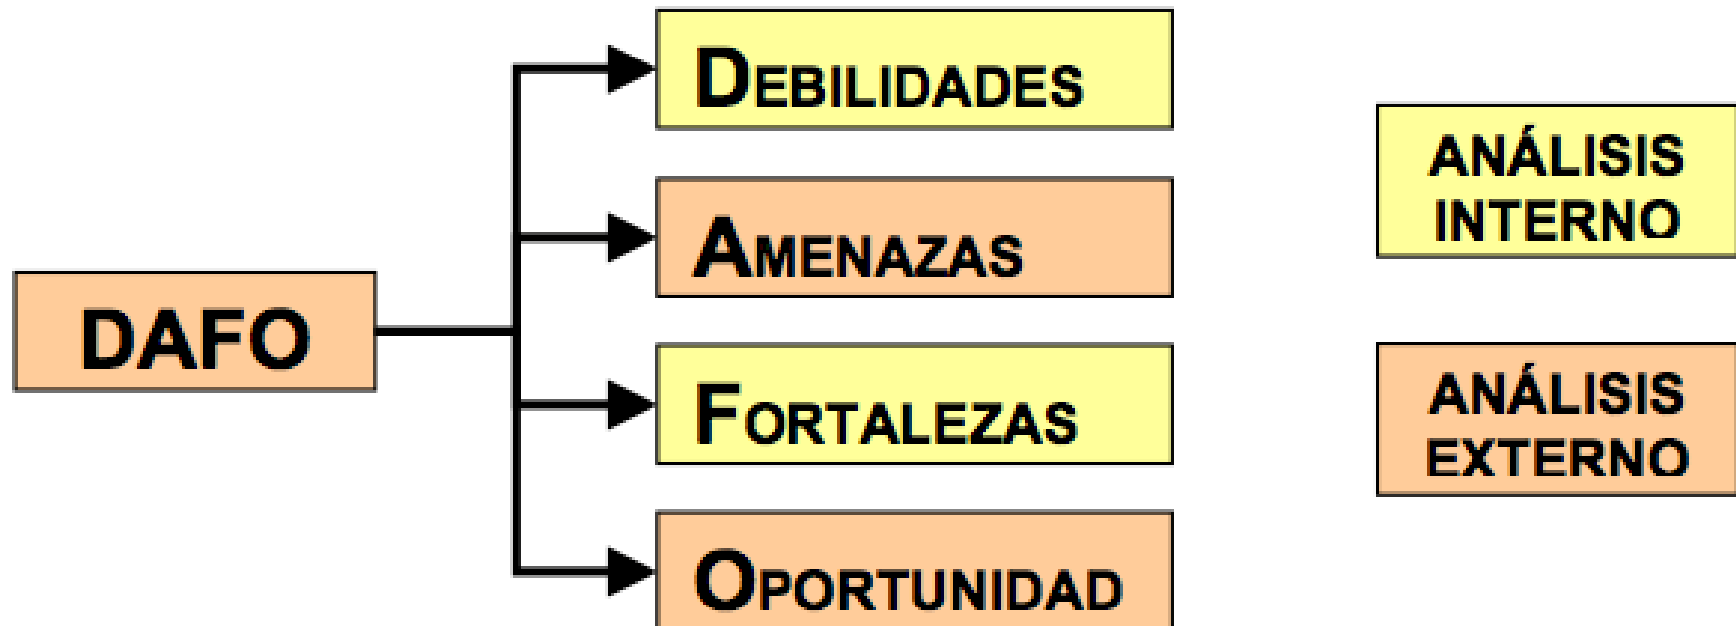 DEBILIDADES
ANÁLISIS
INTERNO
AMENAZAS
DAFO
FORTALEZAS
ANÁLISIS
EXTERNO
OPORTUNIDAD